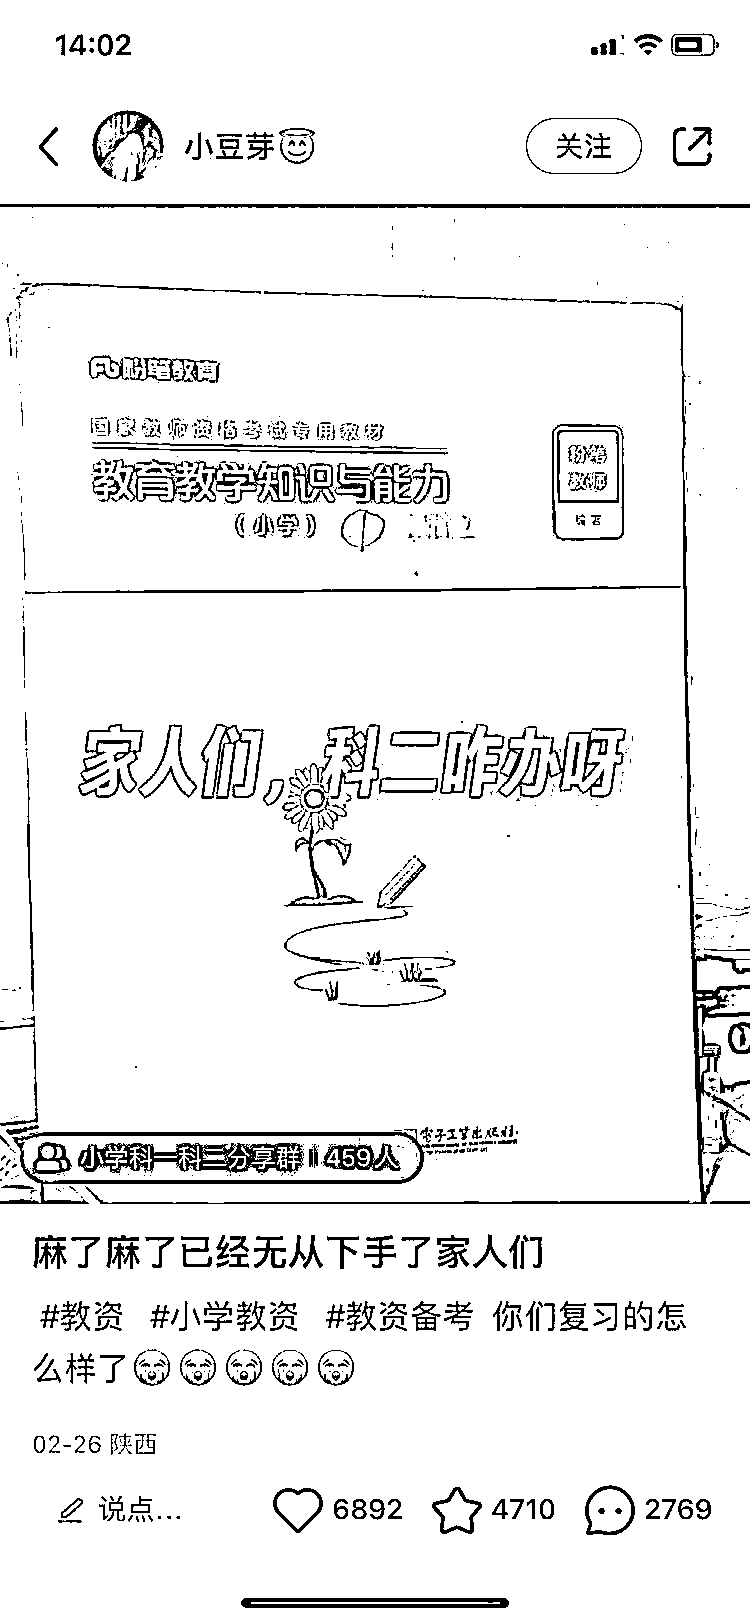 14:02
小豆芽😇
关注
Fb粉笔教育
国家教师资格考试专用教材
教育教学知识与能力
(小学)
粉笔
教师
编著
家人们，科二咋办呀
电子工业出版社
小学科一科二分享群 | 459人
麻了麻了已经无从下手了家人们
#教资 #小学教资 #教资备考 你们复习的怎
么样了😭😭😭😭😭
02-26 陕西
说点...
6892
4710
2769